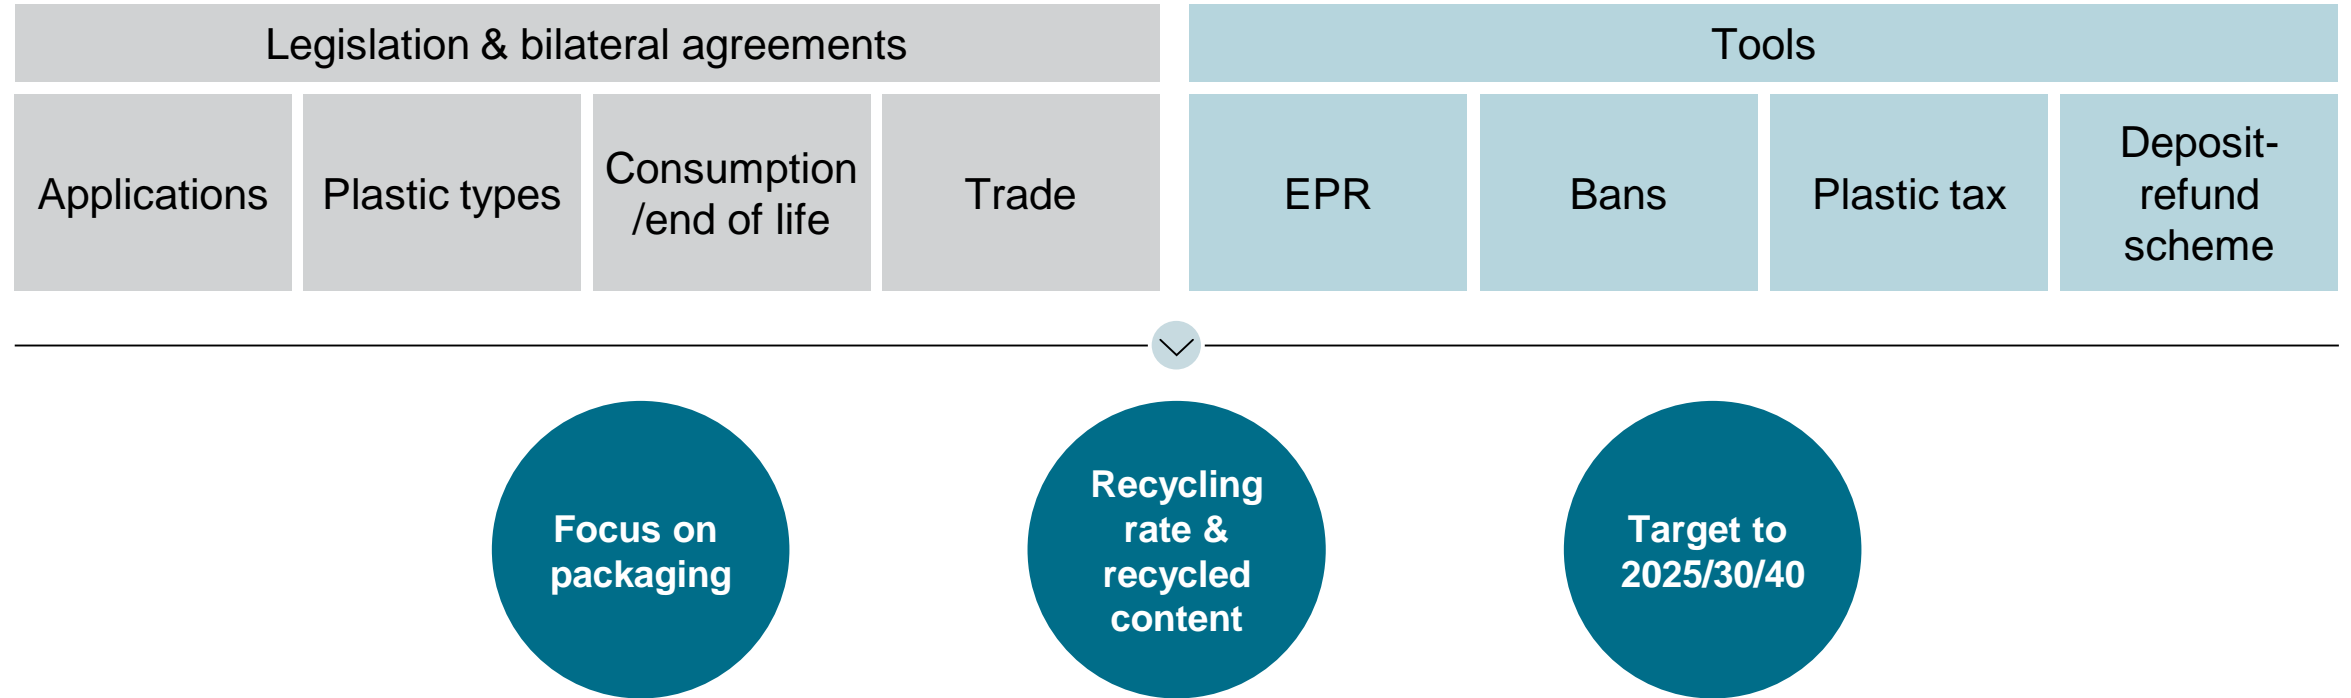 Legislation & bilateral agreements
Tools
Applications
Plastic types
Consumption
/end of life
Trade
EPR
Bans
Plastic tax
Deposit-
refund
scheme
Focus on
packaging
Recycling
rate &
recycled
content
Target to
2025/30/40